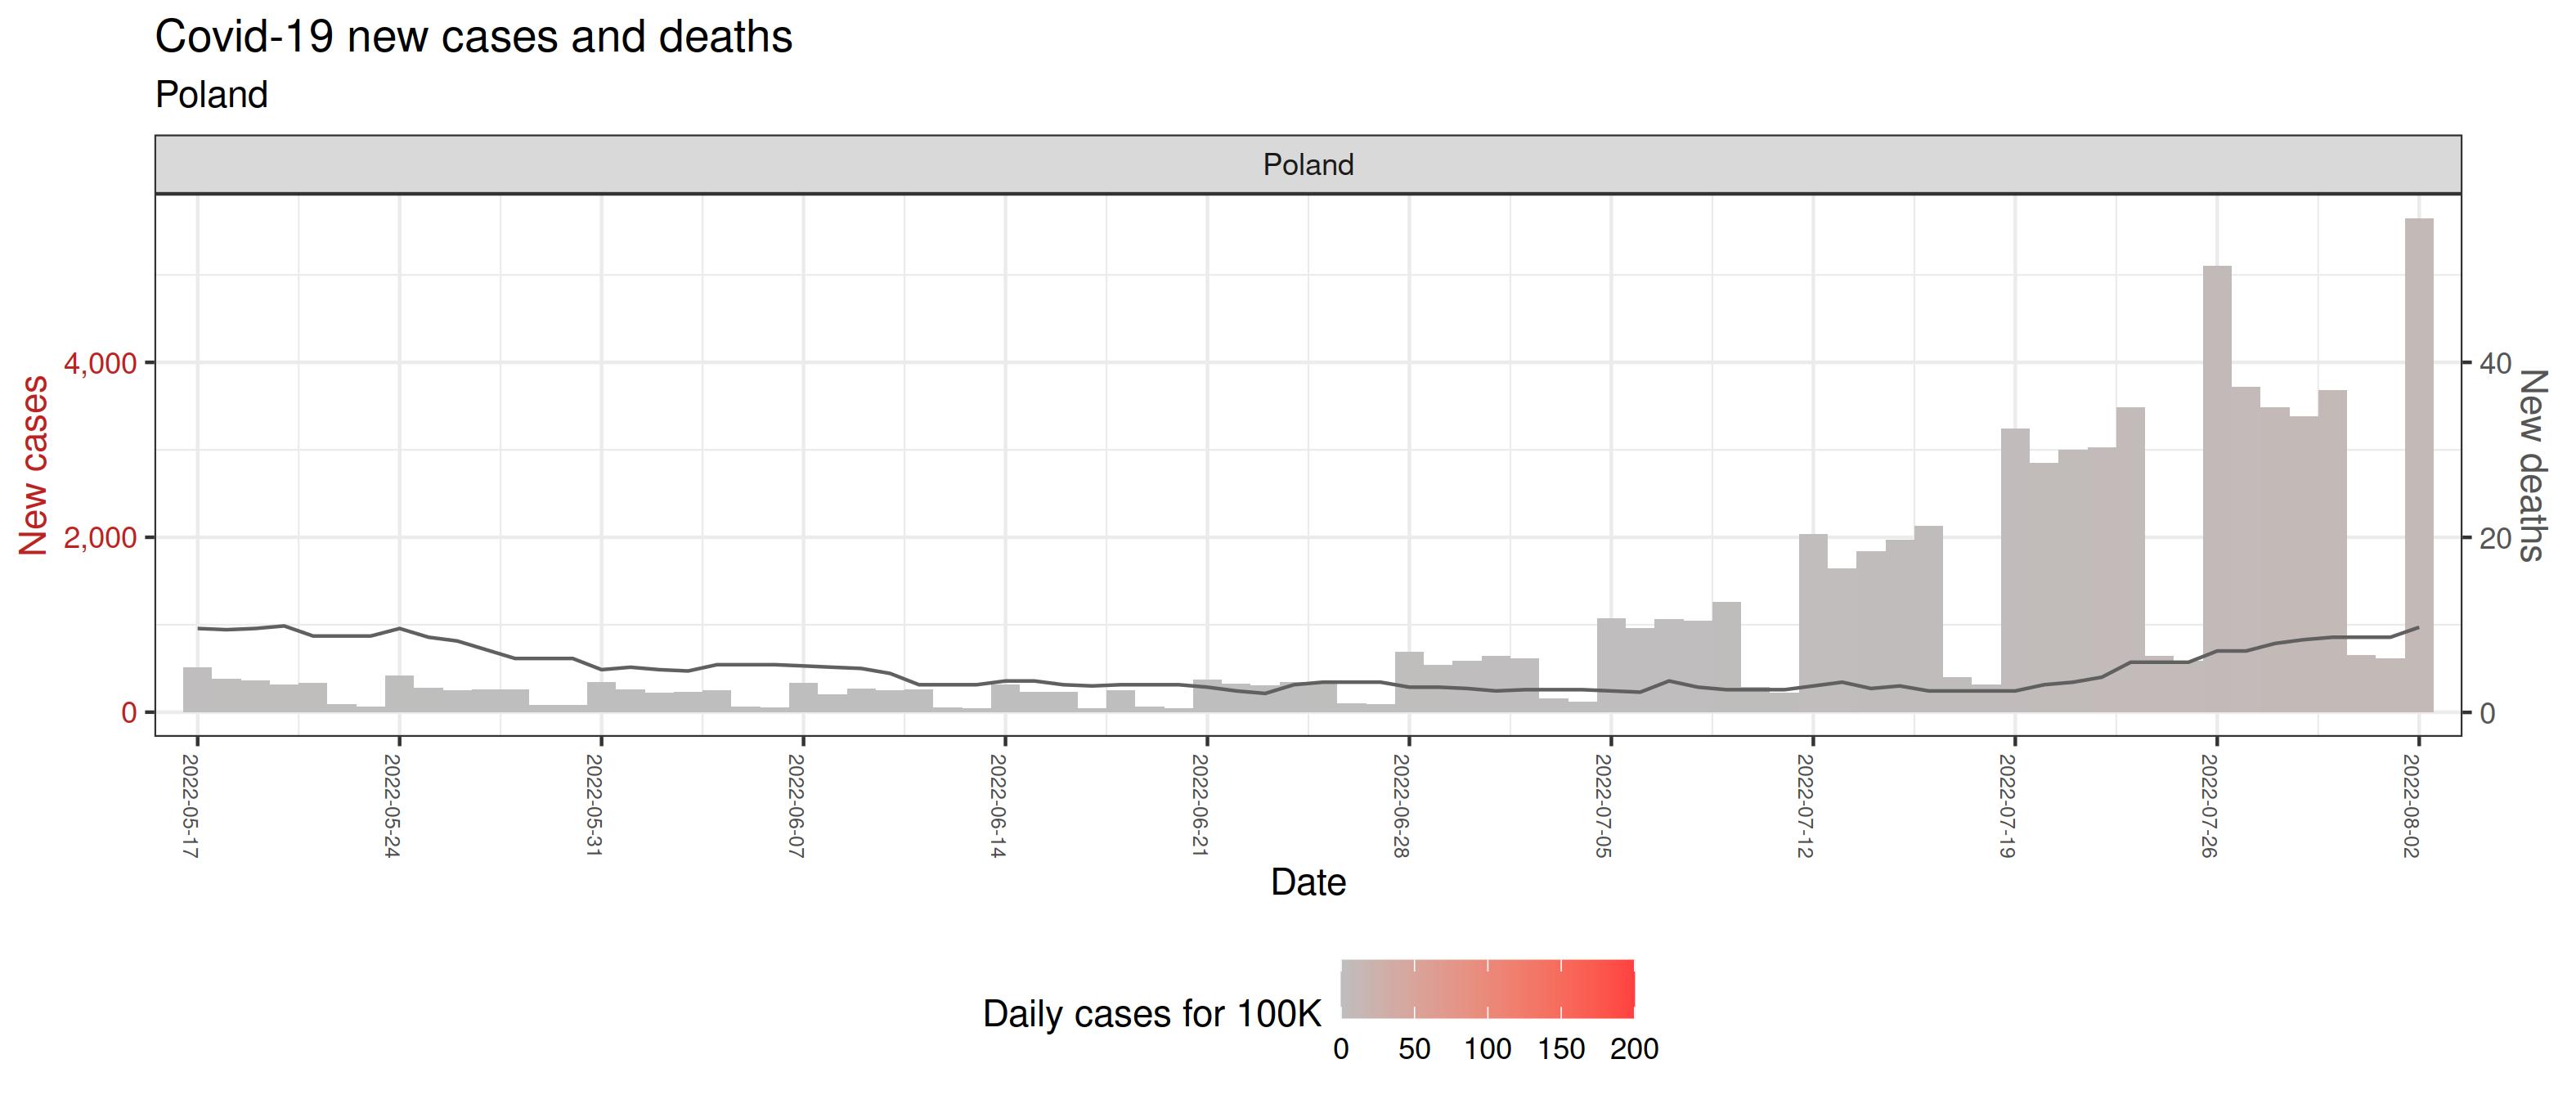 Covid-19 new cases and deaths
Poland
Poland
New cases
4,000
2,000
0
40
20
0
New deaths
2022-05-17
2022-05-24
2022-05-31
2022-06-07
2022-06-14
2022-06-21
2022-06-28
2022-07-05
2022-07-12
2022-07-19
2022-07-26
2022-08-02
Date
Daily cases for 100K
0 50 100 150 200